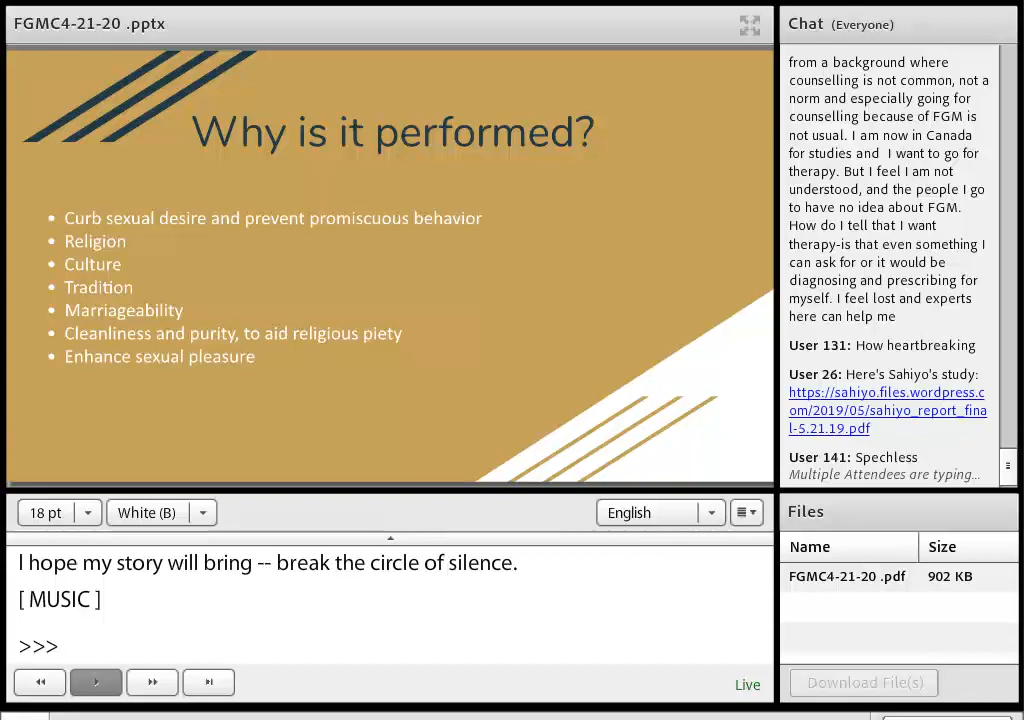 FGMC4-21-20 .pptx
Why is it performed?
• Curb sexual desire and prevent promiscuous behavior
• Religion
• Culture
• Tradition
• Marriageability
• Cleanliness and purity, to aid religious piety
• Enhance sexual pleasure
Chat (Everyone)
from a background where
counselling is not common, not a
norm and especially going for
counselling because of FGM is
not usual. I am now in Canada
for studies and I want to go for
therapy. But I feel I am not
understood, and the people I go
to have no idea about FGM.
How do I tell that I want
therapy-is that even something I
can ask for or it would be
diagnosing and prescribing for
myself. I feel lost and experts
here can help me
User 131: How heartbreaking
User 26: Here's Sahiyo's study:
https://sahiyo.files.wordpress.c
om/2019/05/sahiyo_report_fina
l-5.21.19.pdf
User 141: Spechless
Multiple Attendees are typing...
18 pt
White (B)
English
I hope my story will bring -- break the circle of silence.
[ MUSIC ]
>>>
Live
Files
Name Size
FGMC4-21-20 .pdf 902 KB
Download File(s)